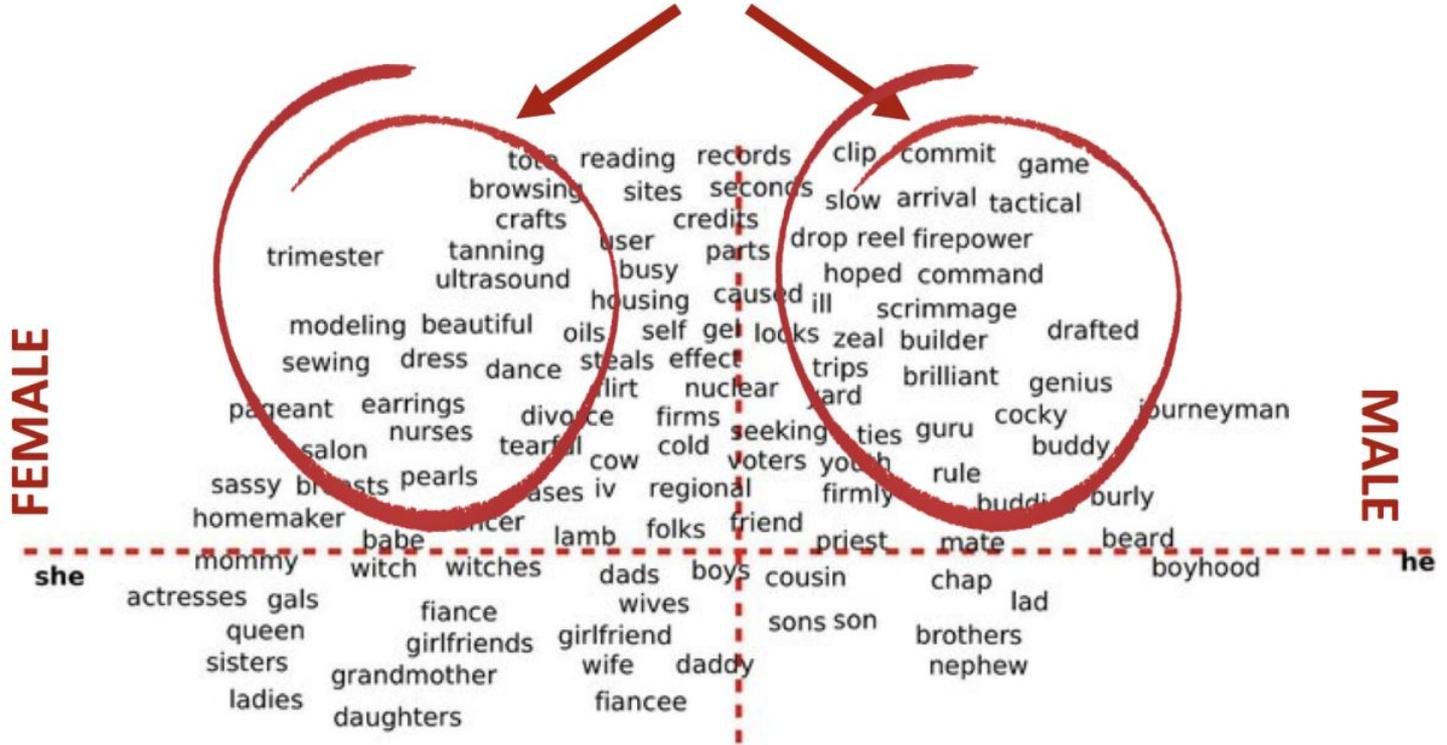 tote reading records clip commit game
browsing sites seconds slow arrival tactical
crafts credits
trimester tanning user parts drop reel firepower
ultrasound busy hoped command
housing caused ill scrimmage
modeling beautiful oils self gel looks zeal builder drafted
sewing dress dance steals effect trips brilliant genius
flirt nuclear yard
pageant earrings divorce firms cocky journeyman
nurses seeking ties guru
salon tearful cold buddy
cow voters youth rule
sassy breasts pearls iv regional firmly burly
homemaker lamb folks friend
babe priest mate beard
FEMALE
MALE
she he
mommy witch witches dads boys cousin chap boyhood
actresses gals wives lad
fiance
queen girlfriends girlfriend sons son brothers
sisters grandmother wife daddy nephew
ladies fiancee
daughters